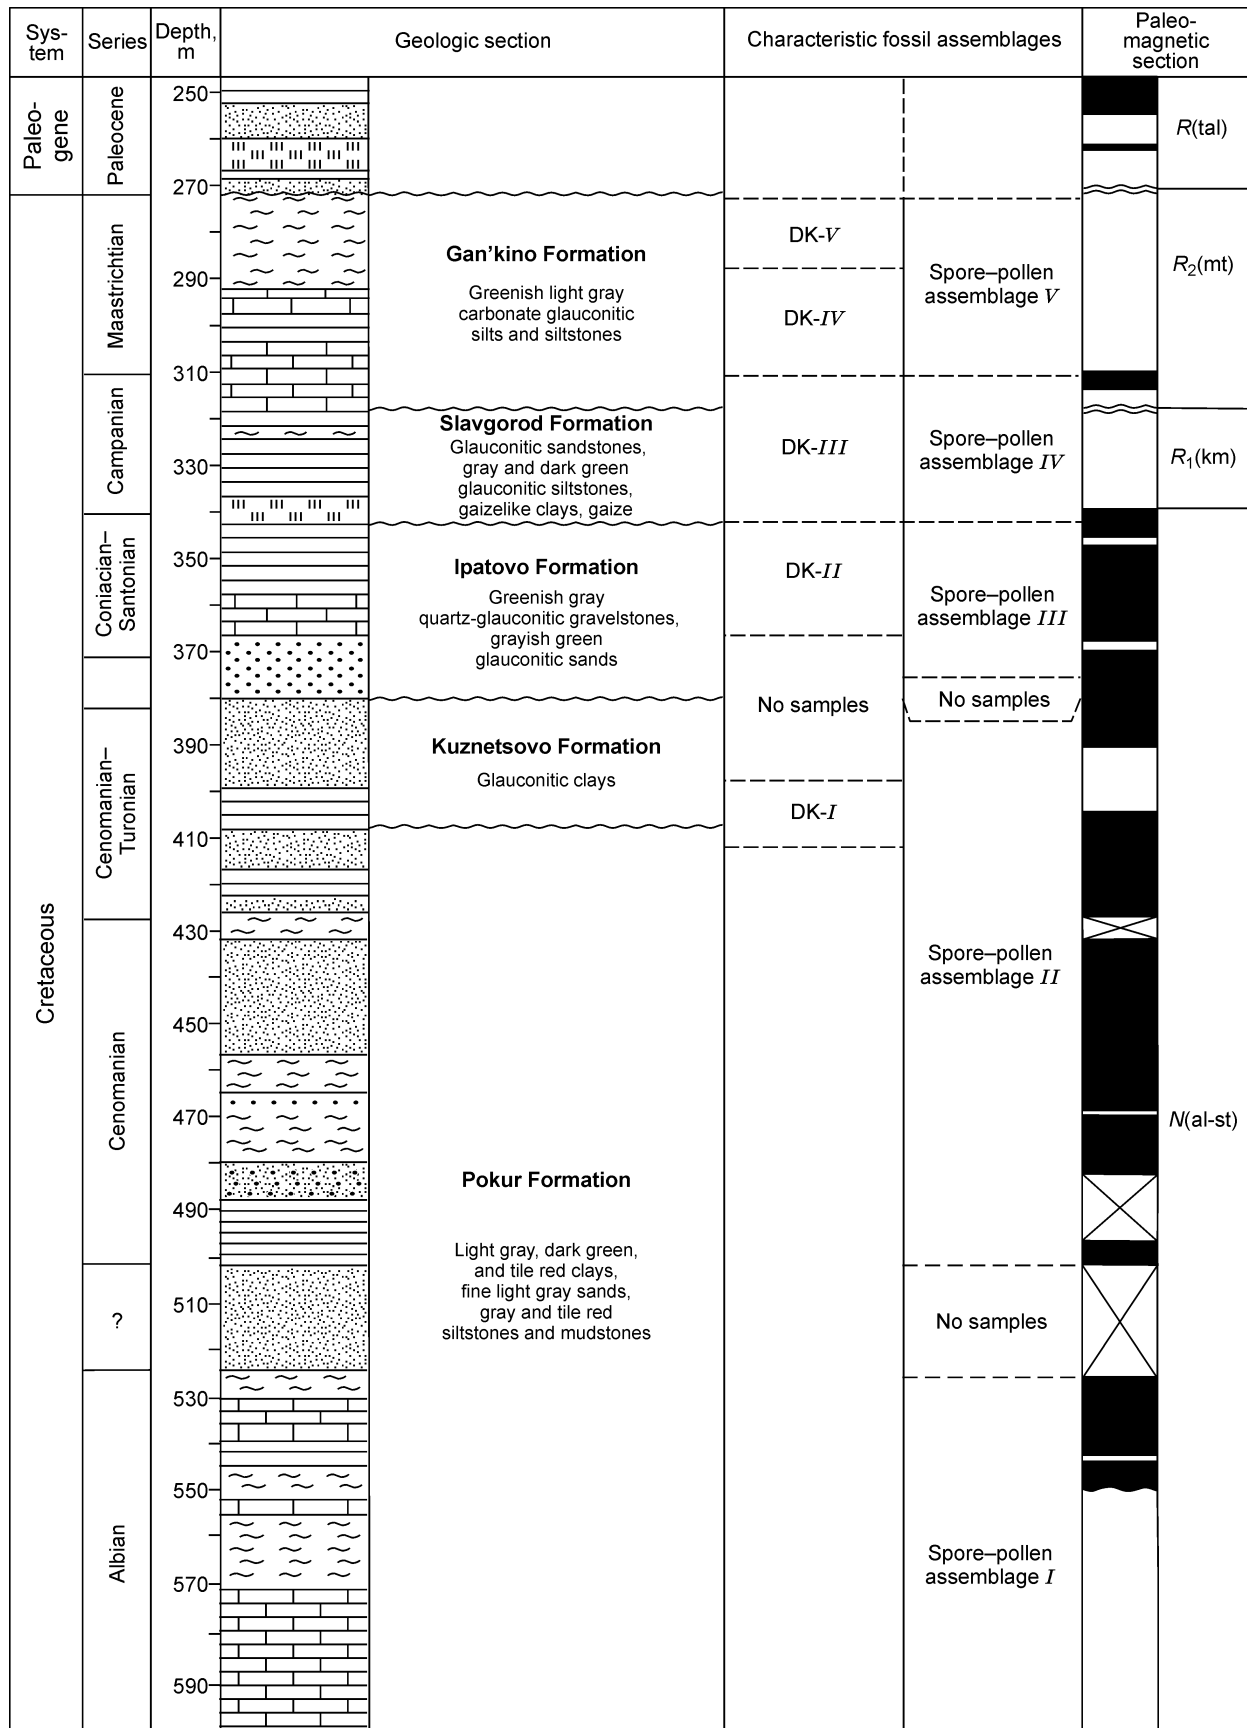 Sys-
tem
Series
Depth,
m
Geologic section
Characteristic fossil assemblages
Paleo-
magnetic
section
Paleo-
gene
Cretaceous
Paleocene
Maastrichtian
Campanian
Coniacian–
Santonian
Cenomanian–
Turonian
Cenomanian
?
Albian
250
270
290
310
330
350
370
390
410
430
450
470
490
510
530
550
570
590
Gan’kino Formation
Greenish light gray
carbonate glauconitic
silts and siltstones
Slavgorod Formation
Glauconitic sandstones,
gray and dark green
glauconitic siltstones,
gaizelike clays, gaize
Ipatovo Formation
Greenish gray
quartz-glauconitic gravelstones,
grayish green
glauconitic sands
Kuznetsovo Formation
Glauconitic clays
Pokur Formation
Light gray, dark green,
and tile red clays,
fine light gray sands,
gray and tile red
siltstones and mudstones
DK-V
DK-IV
DK-III
DK-II
No samples
DK-I
Spore–pollen
assemblage V
Spore–pollen
assemblage IV
Spore–pollen
assemblage III
No samples
Spore–pollen
assemblage II
No samples
Spore–pollen
assemblage I
R(tal)
R2(mt)
R1(km)
N(al-st)